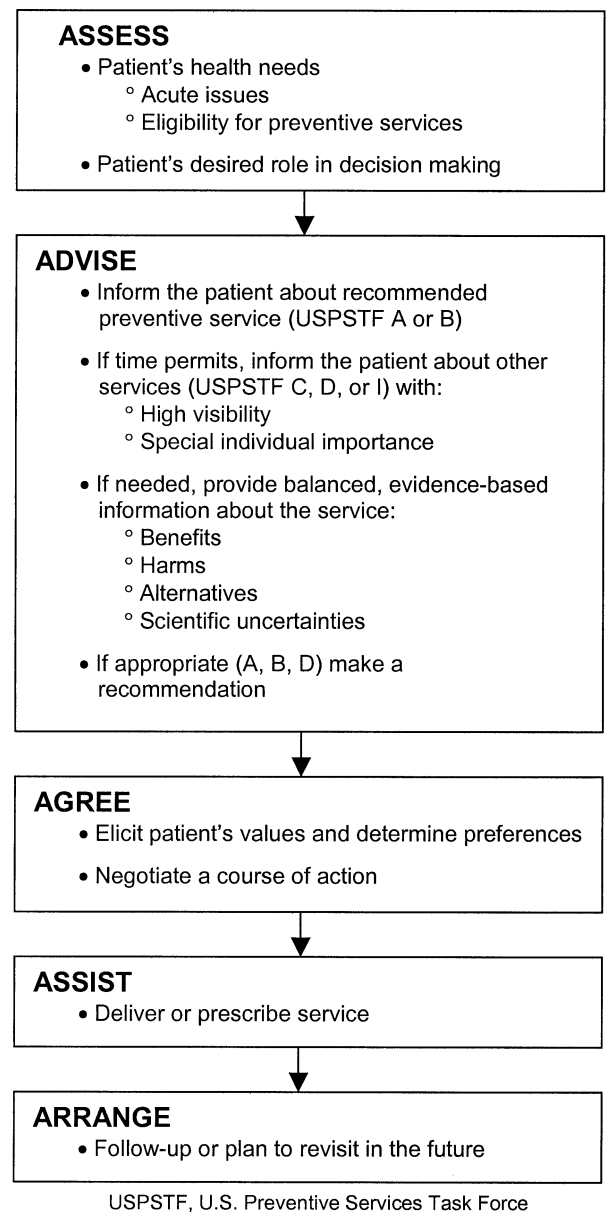 ASSESS
• Patient's health needs
° Acute issues
° Eligibility for preventive services
• Patient's desired role in decision making
ADVISE
• Inform the patient about recommended
preventive service (USPSTF A or B)
• If time permits, inform the patient about other
services (USPSTF C, D, or I) with:
° High visibility
° Special individual importance
• If needed, provide balanced, evidence-based
information about the service:
° Benefits
° Harms
° Alternatives
° Scientific uncertainties
• If appropriate (A, B, D) make a
recommendation
AGREE
• Elicit patient's values and determine preferences
• Negotiate a course of action
ASSIST
• Deliver or prescribe service
ARRANGE
• Follow-up or plan to revisit in the future
USPSTF, U.S. Preventive Services Task Force